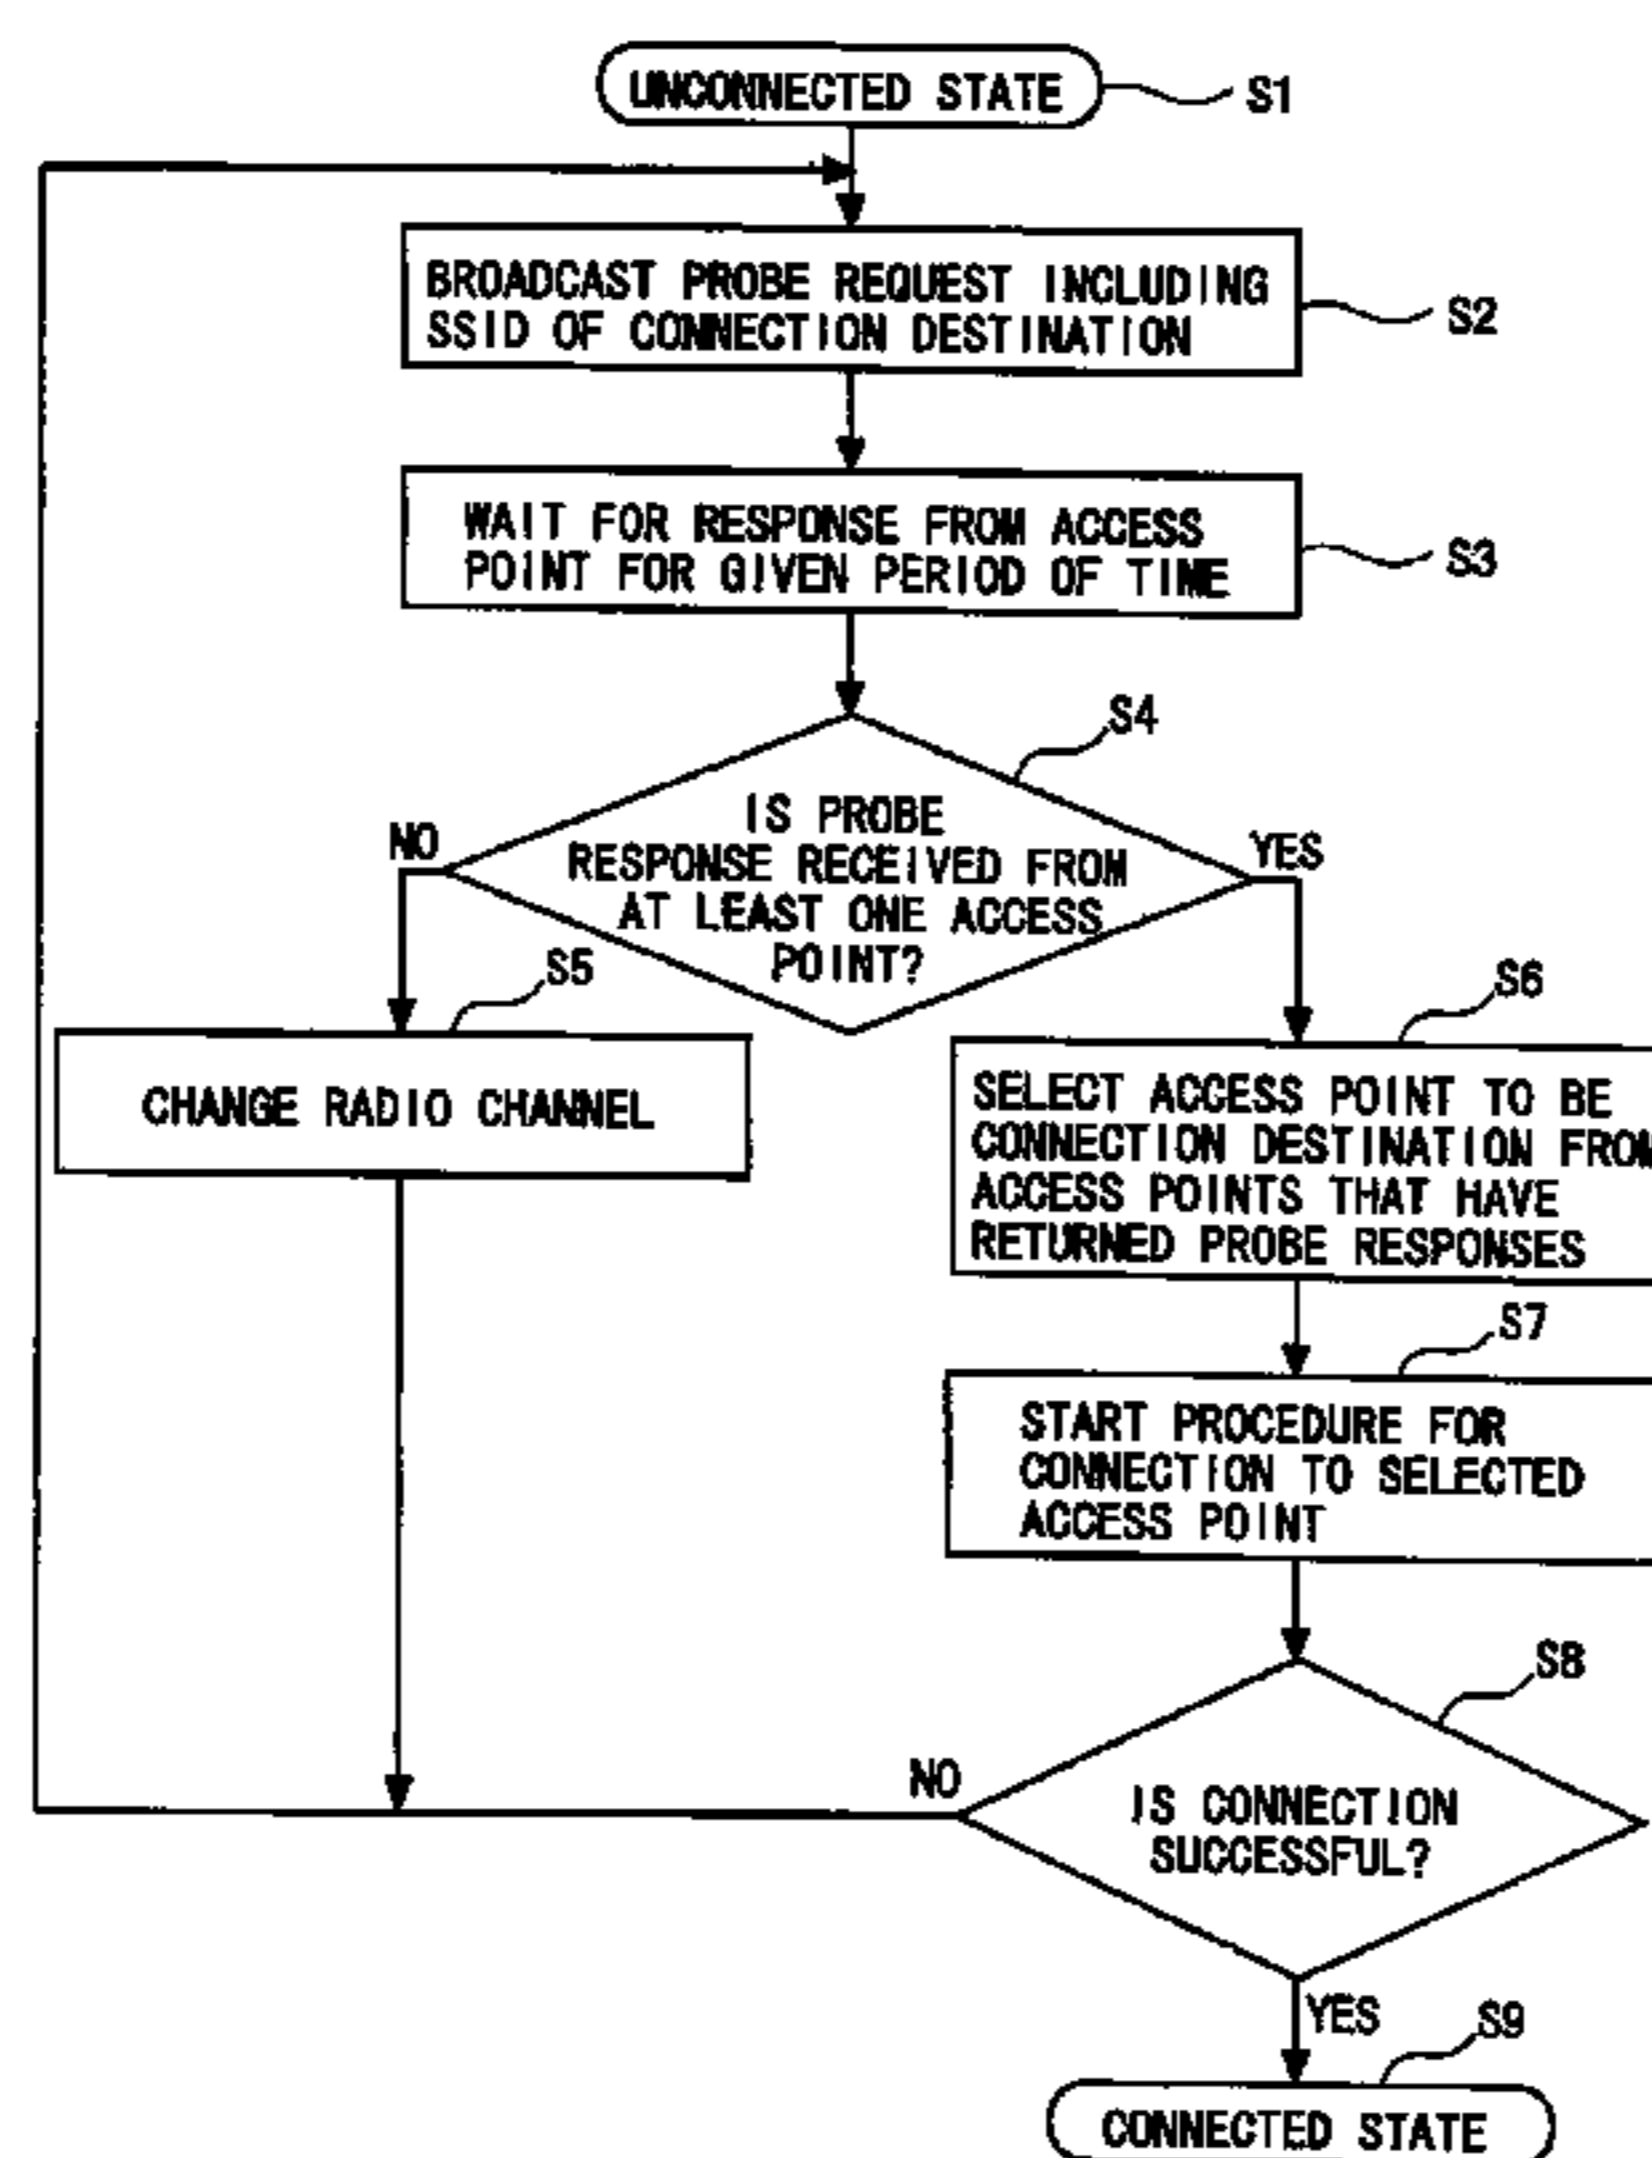 UNCONNECTED STATE
S1
BROADCAST PROBE REQUEST INCLUDING
SSID OF CONNECTION DESTINATION
S2
WAIT FOR RESPONSE FROM ACCESS
POINT FOR GIVEN PERIOD OF TIME
S3
S4
IS PROBE
RESPONSE RECEIVED FROM
AT LEAST ONE ACCESS
POINT?
NO
YES
S5
CHANGE RADIO CHANNEL
S6
SELECT ACCESS POINT TO BE
CONNECTION DESTINATION FROM
ACCESS POINTS THAT HAVE
RETURNED PROBE RESPONSES
S7
START PROCEDURE FOR
CONNECTION TO SELECTED
ACCESS POINT
S8
NO
IS CONNECTION
SUCCESSFUL?
YES
S9
CONNECTED STATE